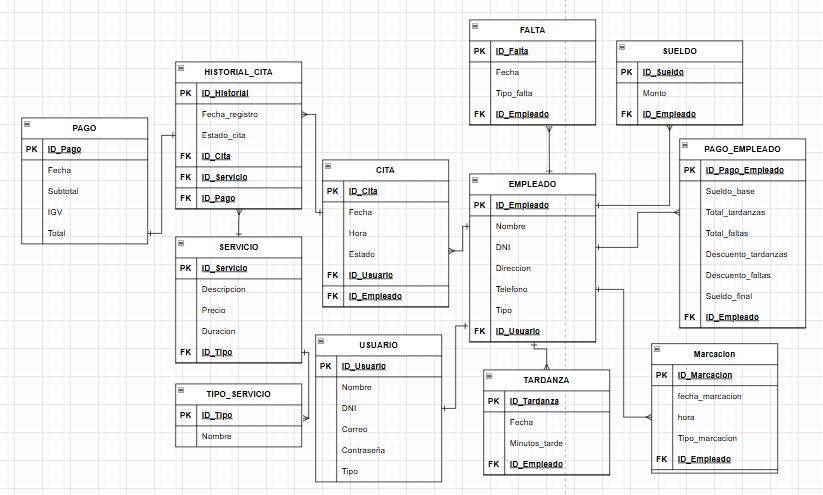 FALTA
PK ID_Falta
Fecha
Tipo_falta
FK ID_Empleado
SUELDO
PK ID_Sueldo
Monto
FK ID_Empleado
HISTORIAL_CITA
PK ID_Historial
Fecha_registro
Estado_cita
FK ID_Cita
FK ID_Servicio
FK ID_Pago
PAGO
PK ID_Pago
Fecha
Subtotal
IGV
Total
CITA
PK ID_Cita
Fecha
Hora
Estado
FK ID_Usuario
FK ID_Empleado
EMPLEADO
PK ID_Empleado
Nombre
DNI
Direccion
Telefono
Tipo
FK ID_Usuario
PAGO_EMPLEADO
PK ID_Pago_Empleado
Sueldo_base
Total_tardanzas
Total_faltas
Descuento_tardanzas
Descuento_faltas
Sueldo_final
FK ID_Empleado
SERVICIO
PK ID_Servicio
Descripcion
Precio
Duracion
FK ID_Tipo
USUARIO
PK ID_Usuario
Nombre
DNI
Correo
Contraseña
Tipo
TIPO_SERVICIO
PK ID_Tipo
Nombre
TARDANZA
PK ID_Tardanza
Fecha
Minutos_tarde
FK ID_Empleado
Marcacion
PK ID_Marcacion
fecha_marcacion
hora
Tipo_marcacion
FK ID_Empleado